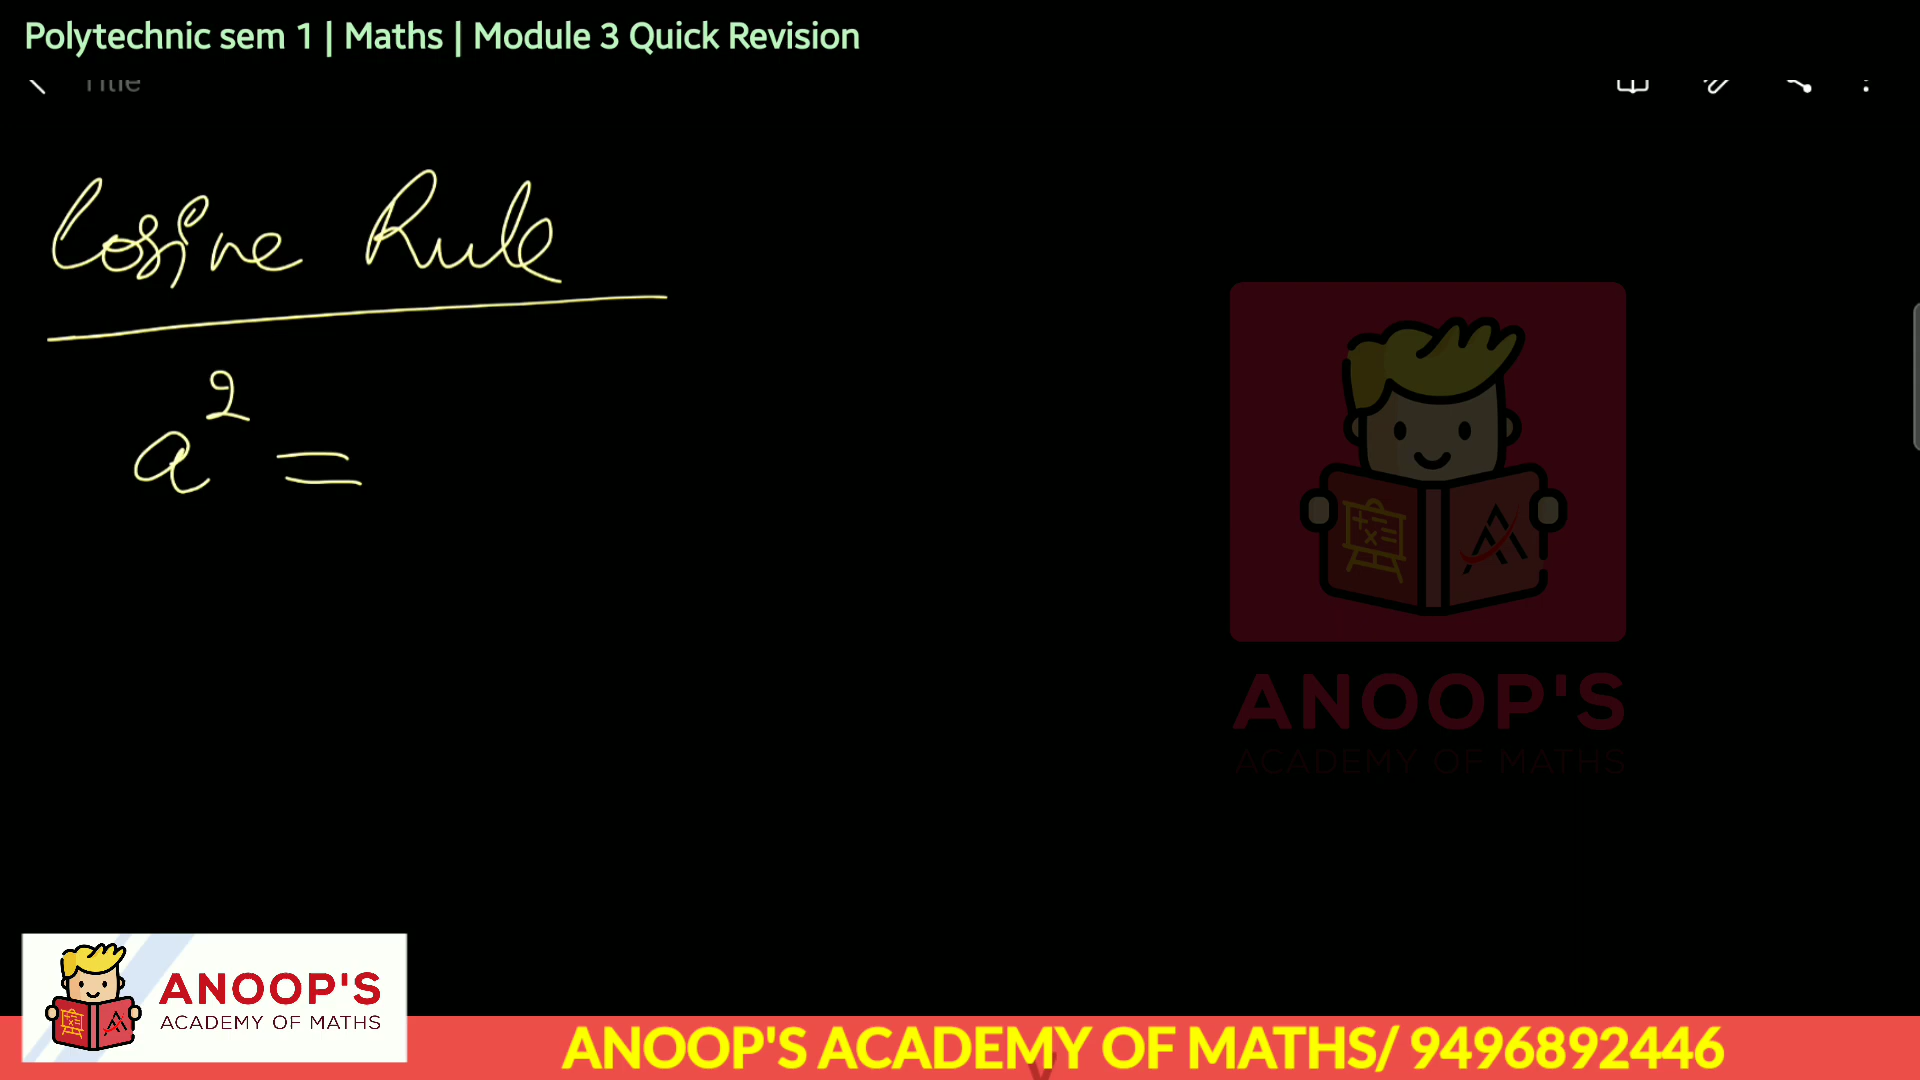 Polytechnic sem 1 | Maths | Module 3 Quick Revision
Title
Cosine Rule
a² =
ANOOP'S
ACADEMY OF MATHS
ANOOP'S
ACADEMY OF MATHS
ANOOP'S ACADEMY OF MATHS/ 9496892446